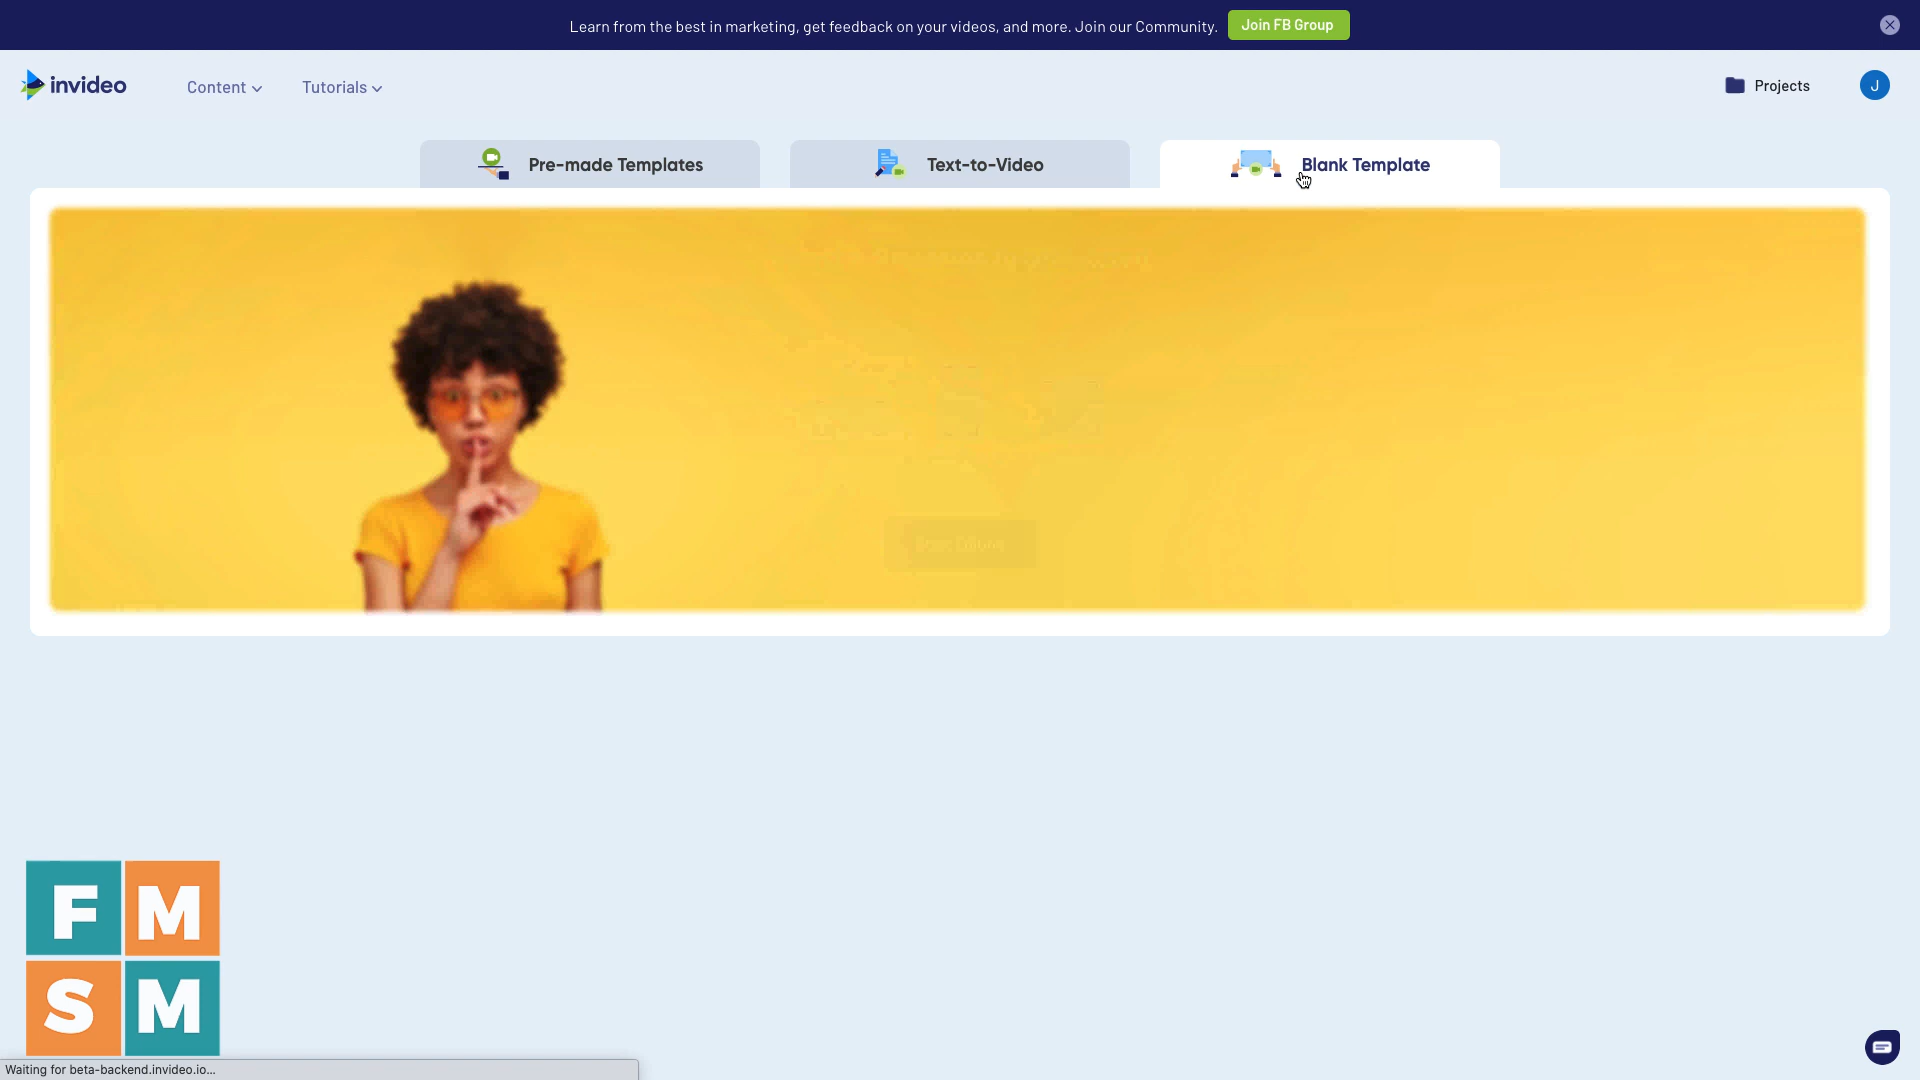 Learn from the best in marketing, get feedback on your videos, and more. Join our Community. Join FB Group
invideo Content Tutorials Projects J
Pre-made Templates Text-to-Video Blank Template
F M
S M
Waiting for beta-backend.invideo.io...